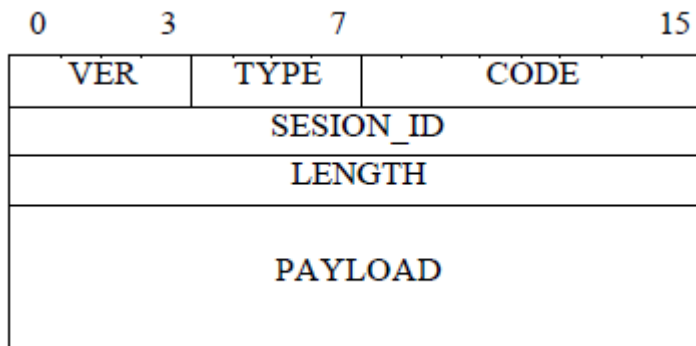 0 3 7 15
VER TYPE CODE
SESION_ID
LENGTH
PAYLOAD